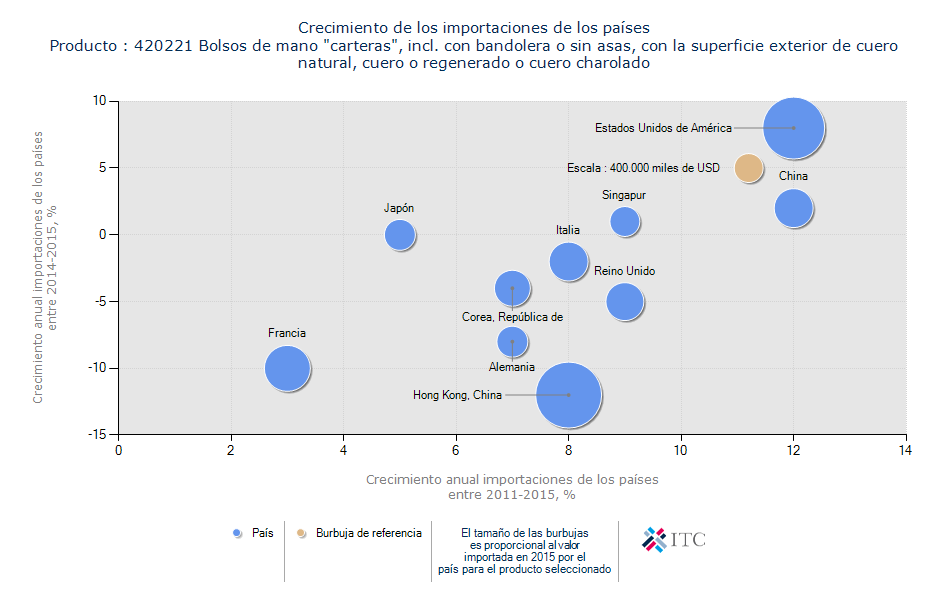 Crecimiento de los importaciones de los países
Producto : 420221 Bolsos de mano "carteras", incl. con bandolera o sin asas, con la superficie exterior de cuero
natural, cuero o regenerado o cuero charolado
Crecimiento anual importaciones de los países
entre 2014-2015, %
10
5
0
-5
-10
-15
Estados Unidos de América
Escala : 400.000 miles de USD
China
Singapur
Japón
Italia
Reino Unido
Corea, República de
Francia
Alemania
Hong Kong, China
0
2
4
6
8
10
12
14
Crecimiento anual importaciones de los países
entre 2011-2015, %
País
Burbuja de referencia
El tamaño de las burbujas
es proporcional al valor
importada en 2015 por el
país para el producto seleccionado
ITC